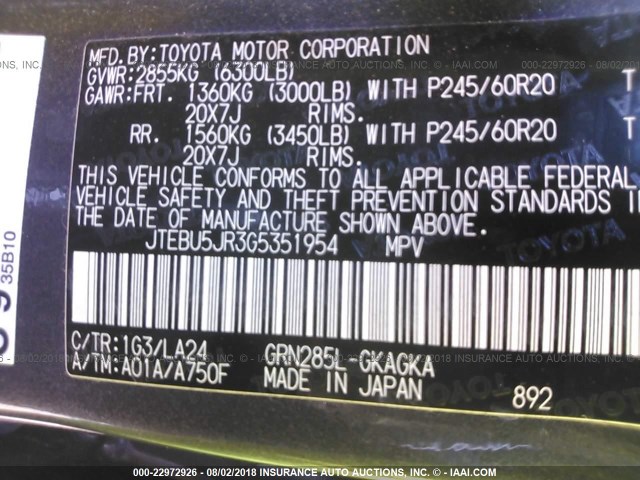 MFD. BY: TOYOTA MOTOR CORPORATION
GVWR: 2855KG (6300LB)
GAWR: FRT. 1360KG (3000LB) WITH P245/60R20 T
20X7J RIMS.
RR. 1560KG (3450LB) WITH P245/60R20 T
20X7J RIMS.
THIS VEHICLE CONFORMS TO ALL APPLICABLE FEDERAL
VEHICLE SAFETY AND THEFT PREVENTION STANDARDS I
THE DATE OF MANUFACTURE SHOWN ABOVE.
JTEBU5JR3G5351954 MPV
C/TR: 1G3/LA24 GRN285L GKAGKA
A/TM: A01A/A750F MADE IN JAPAN 892
35B10
000-22972926 - 08/02/2018 INSURANCE AUTO AUCTIONS, INC. - © IAAI.COM